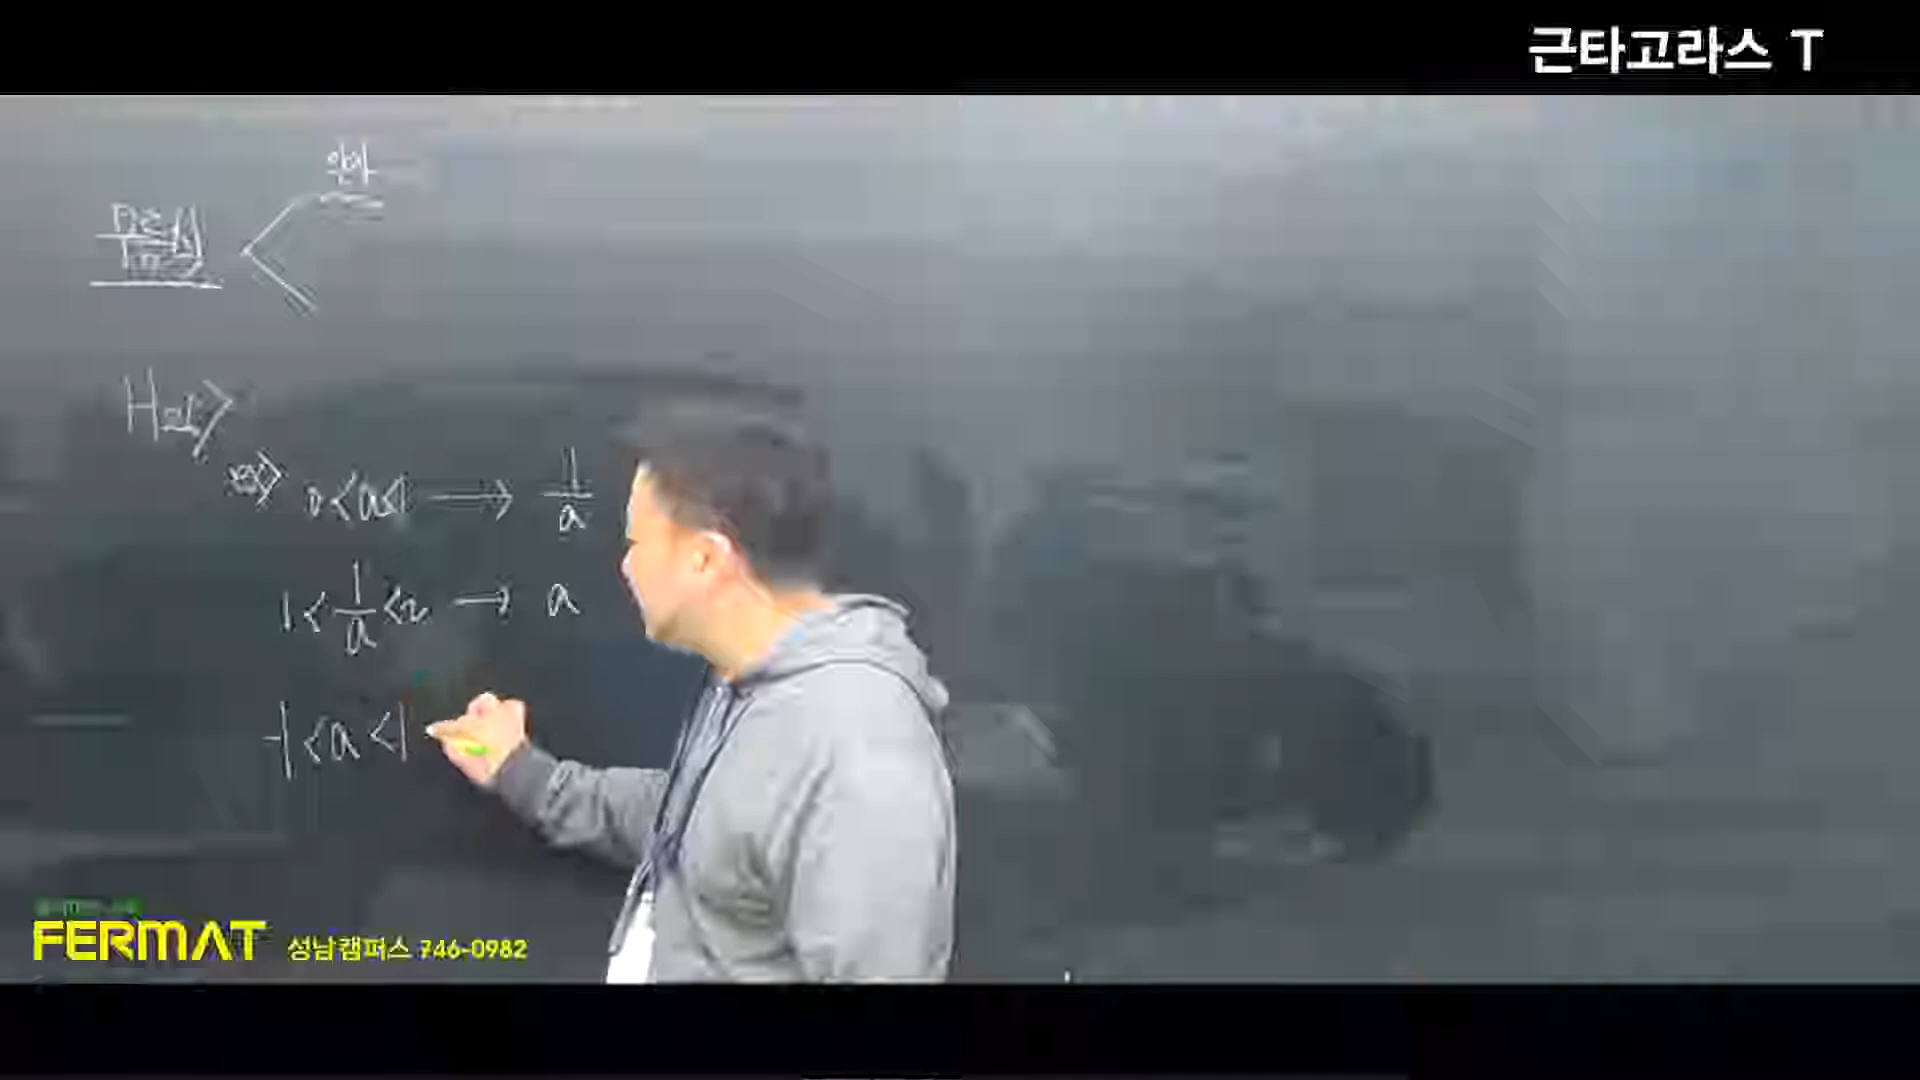 근타고라스 T
부등식
H
0<a<1 → 1/a
1<1/a<2 → a
-1<a<1
FERMAT 성남캠퍼스 746-0982